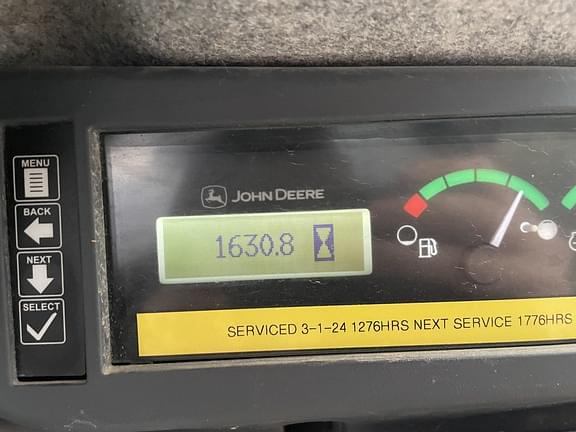 MENU
BACK
NEXT
SELECT
JOHN DEERE
1630.8
SERVICED 3-1-24 1276HRS NEXT SERVICE 1776HRS